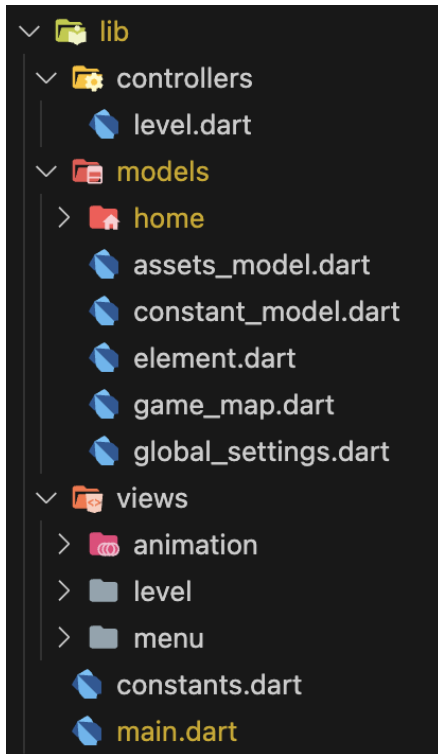 lib
controllers
level.dart
models
home
assets_model.dart
constant_model.dart
element.dart
game_map.dart
global_settings.dart
views
animation
level
menu
constants.dart
main.dart